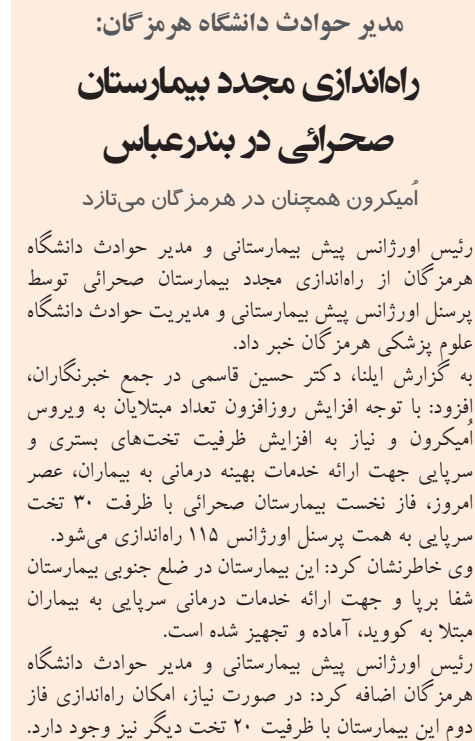 مدیر حوادث دانشگاه هرمزگان:
راه‌اندازی مجدد بیمارستان
صحرائی در بندرعباس
اُمیکرون همچنان در هرمزگان می‌تازد
رئیس اورژانس پیش بیمارستانی و مدیر حوادث دانشگاه
هرمزگان از راه‌اندازی مجدد بیمارستان صحرائی توسط
پرسنل اورژانس پیش بیمارستانی و مدیریت حوادث دانشگاه
علوم پزشکی هرمزگان خبر داد.
به گزارش ایلنا، دکتر حسین قاسمی در جمع خبرنگاران،
افزود: با توجه افزایش روزافزون تعداد مبتلایان به ویروس
اُمیکرون و نیاز به افزایش ظرفیت تخت‌های بستری و
سرپایی جهت ارائه خدمات بهینه درمانی به بیماران، عصر
امروز، فاز نخست بیمارستان صحرائی با ظرفت ۳۰ تخت
سرپایی به همت پرسنل اورژانس ۱۱۵ راه‌اندازی می‌شود.
وی خاطرنشان کرد: این بیمارستان در ضلع جنوبی بیمارستان
شفا برپا و جهت ارائه خدمات درمانی سرپایی به بیماران
مبتلا به کووید، آماده و تجهیز شده است.
رئیس اورژانس پیش بیمارستانی و مدیر حوادث دانشگاه
هرمزگان اضافه کرد: در صورت نیاز، امکان راه‌اندازی فاز
دوم این بیمارستان با ظرفیت ۲۰ تخت دیگر نیز وجود دارد.